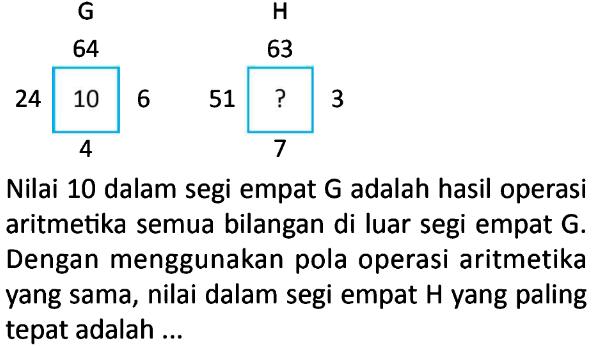 G H
64 63
24 10 6 51 ? 3
4 7
Nilai 10 dalam segi empat G adalah hasil operasi
aritmetika semua bilangan di luar segi empat G.
Dengan menggunakan pola operasi aritmetika
yang sama, nilai dalam segi empat H yang paling
tepat adalah ...